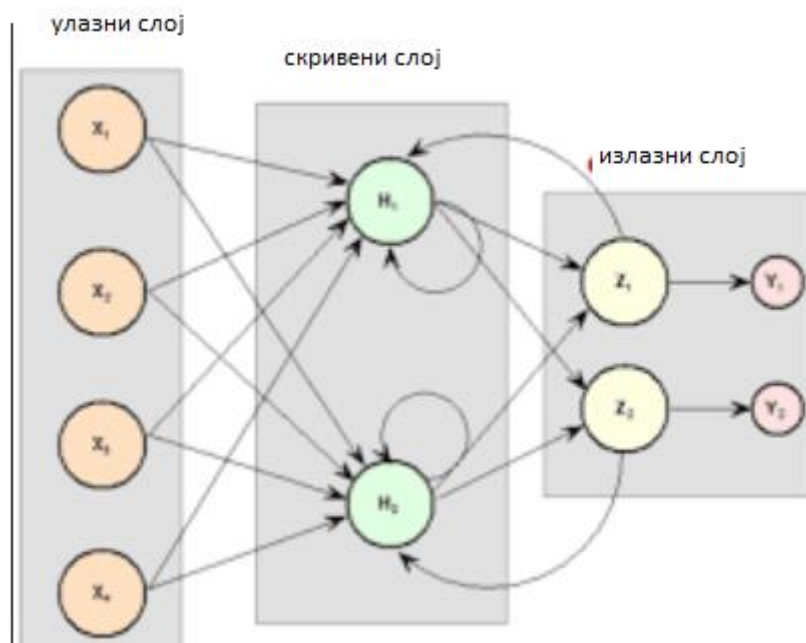 улазни слој
скривени слој
излазни слој
X₁
H₁
X₂
Z₁
Y₁
Z₂
Y₂
X₃
H₂
X₄